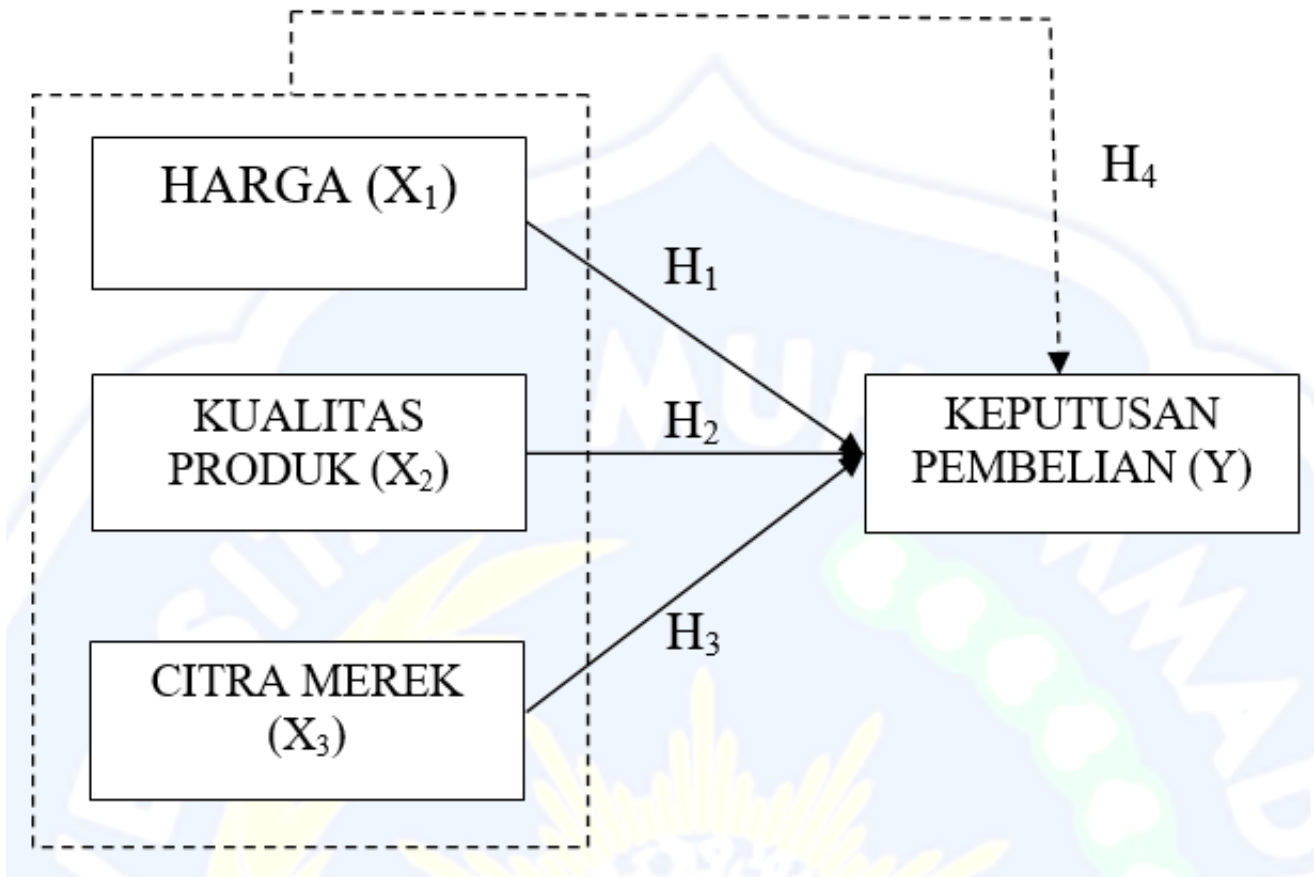 HARGA (X₁)
H₄
H₁
KUALITAS
PRODUK (X₂)
H₂
KEPUTUSAN
PEMBELIAN (Y)
H₃
CITRA MEREK
(X₃)